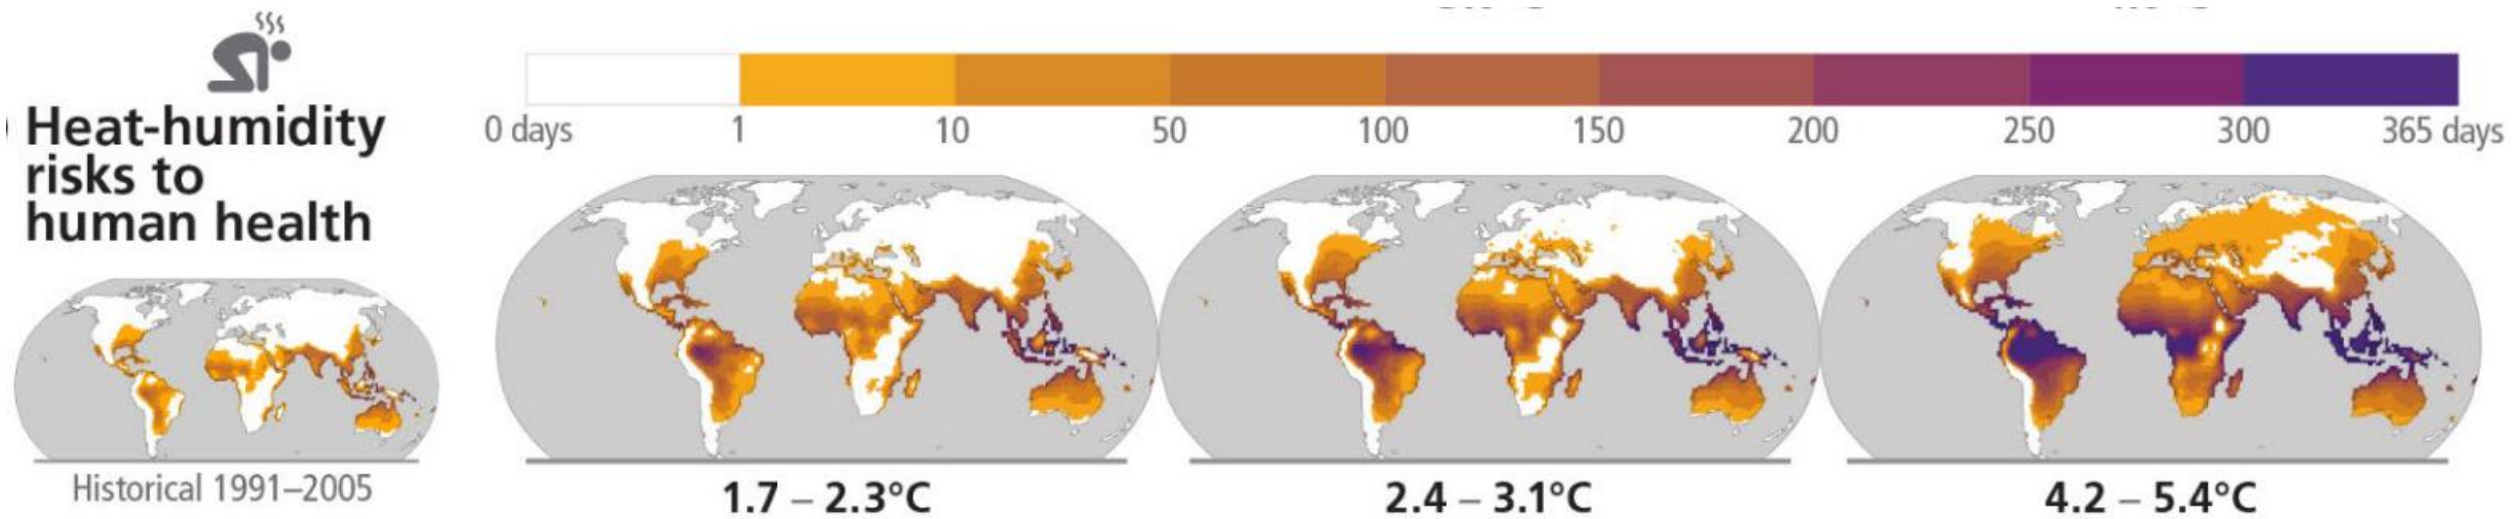 Heat-humidity
risks to
human health
0 days 1 10 50 100 150 200 250 300 365 days
Historical 1991–2005
1.7 – 2.3°C
2.4 – 3.1°C
4.2 – 5.4°C